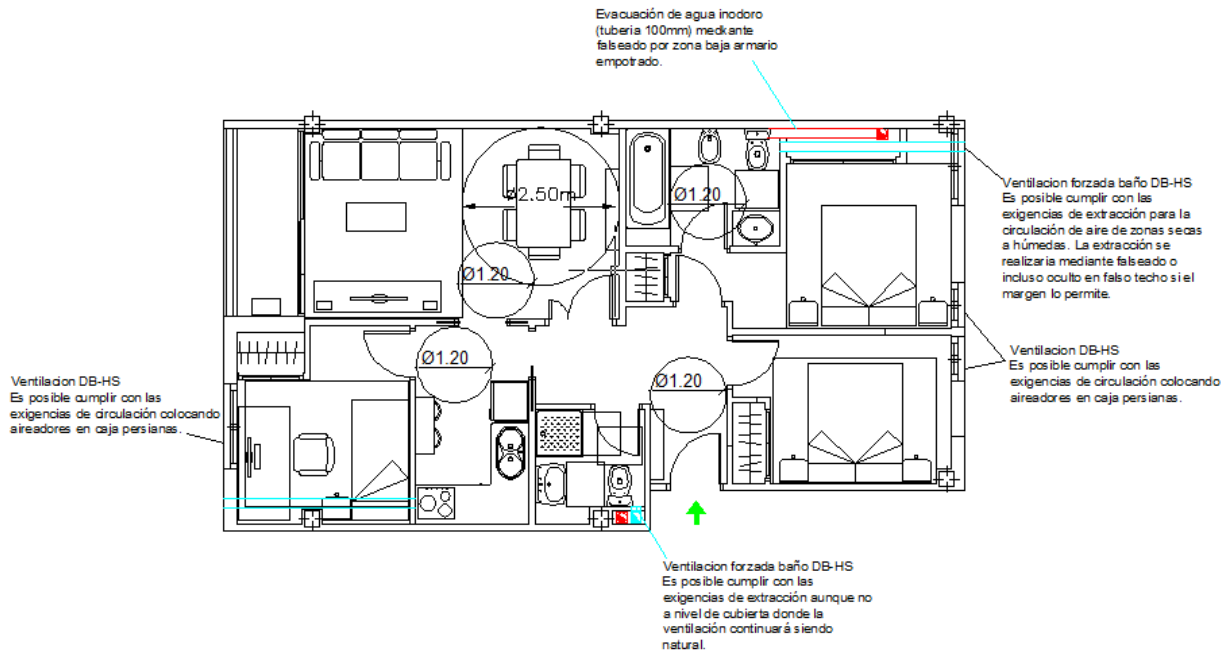 Evacuación de agua inodoro
(tuberia 100mm) medkante
falseado por zona baja armario
empotrado.
Ø2.50m
Ø1.20
Ø1.20
Ø1.20
Ø1.20
Ventilacion forzada baño DB-HS
Es posible cumplir con las
exigencias de extracción para la
circulación de aire de zonas secas
a húmedas. La extracción se
realizaria mediante falseado o
incluso oculto en falso techo si el
margen lo permite.
Ventilacion DB-HS
Es posible cumplir con las
exigencias de circulación colocando
aireadores en caja persianas.
Ventilacion DB-HS
Es posible cumplir con las
exigencias de circulación colocando
aireadores en caja persianas.
Ventilacion forzada baño DB-HS
Es posible cumplir con las
exigencias de extracción aunque no
a nivel de cubierta donde la
ventilación continuará siendo
natural.